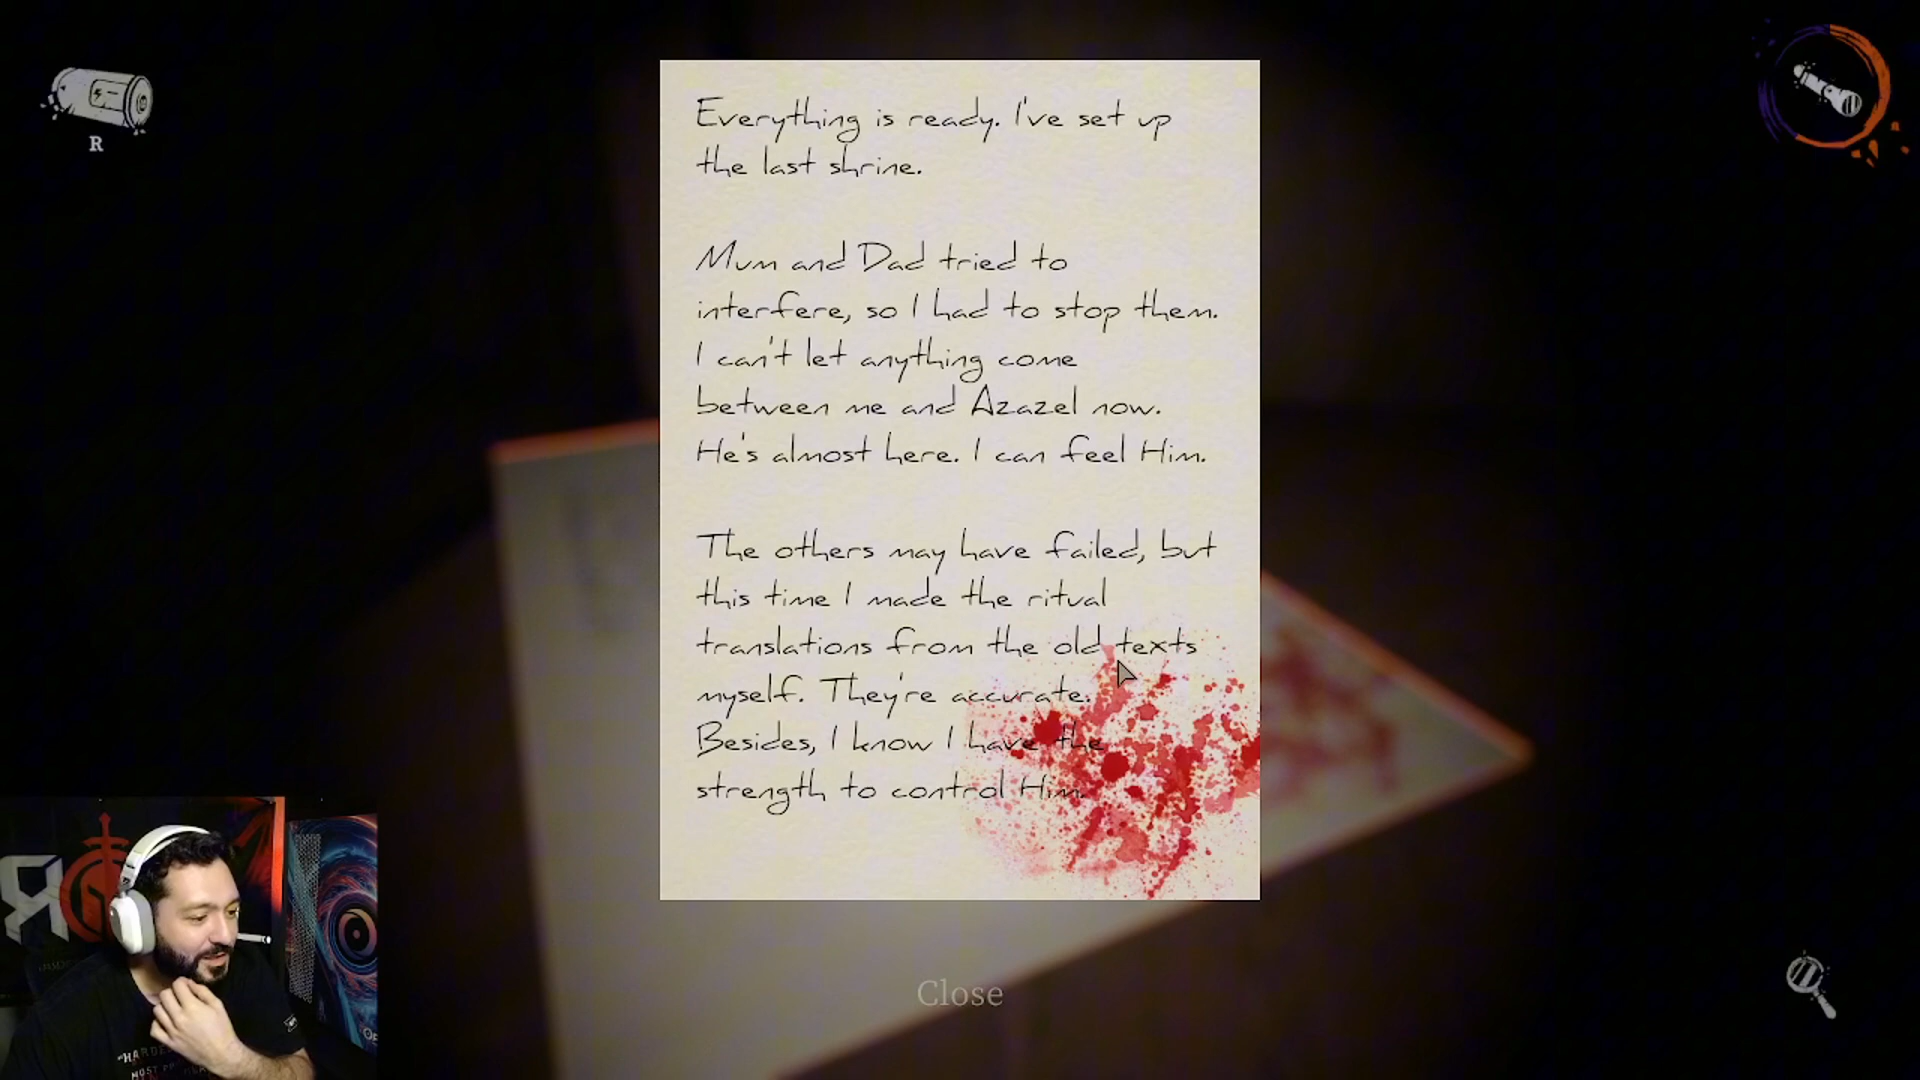 R
Everything is ready. I've set up
the last shrine.
Mum and Dad tried to
interfere, so I had to stop them.
I can't let anything come
between me and Azazel now.
He's almost here. I can feel Him.
The others may have failed, but
this time I made the ritual
translations from the old texts
myself. They're accurate.
Besides, I know I have the
strength to control Him.
Close